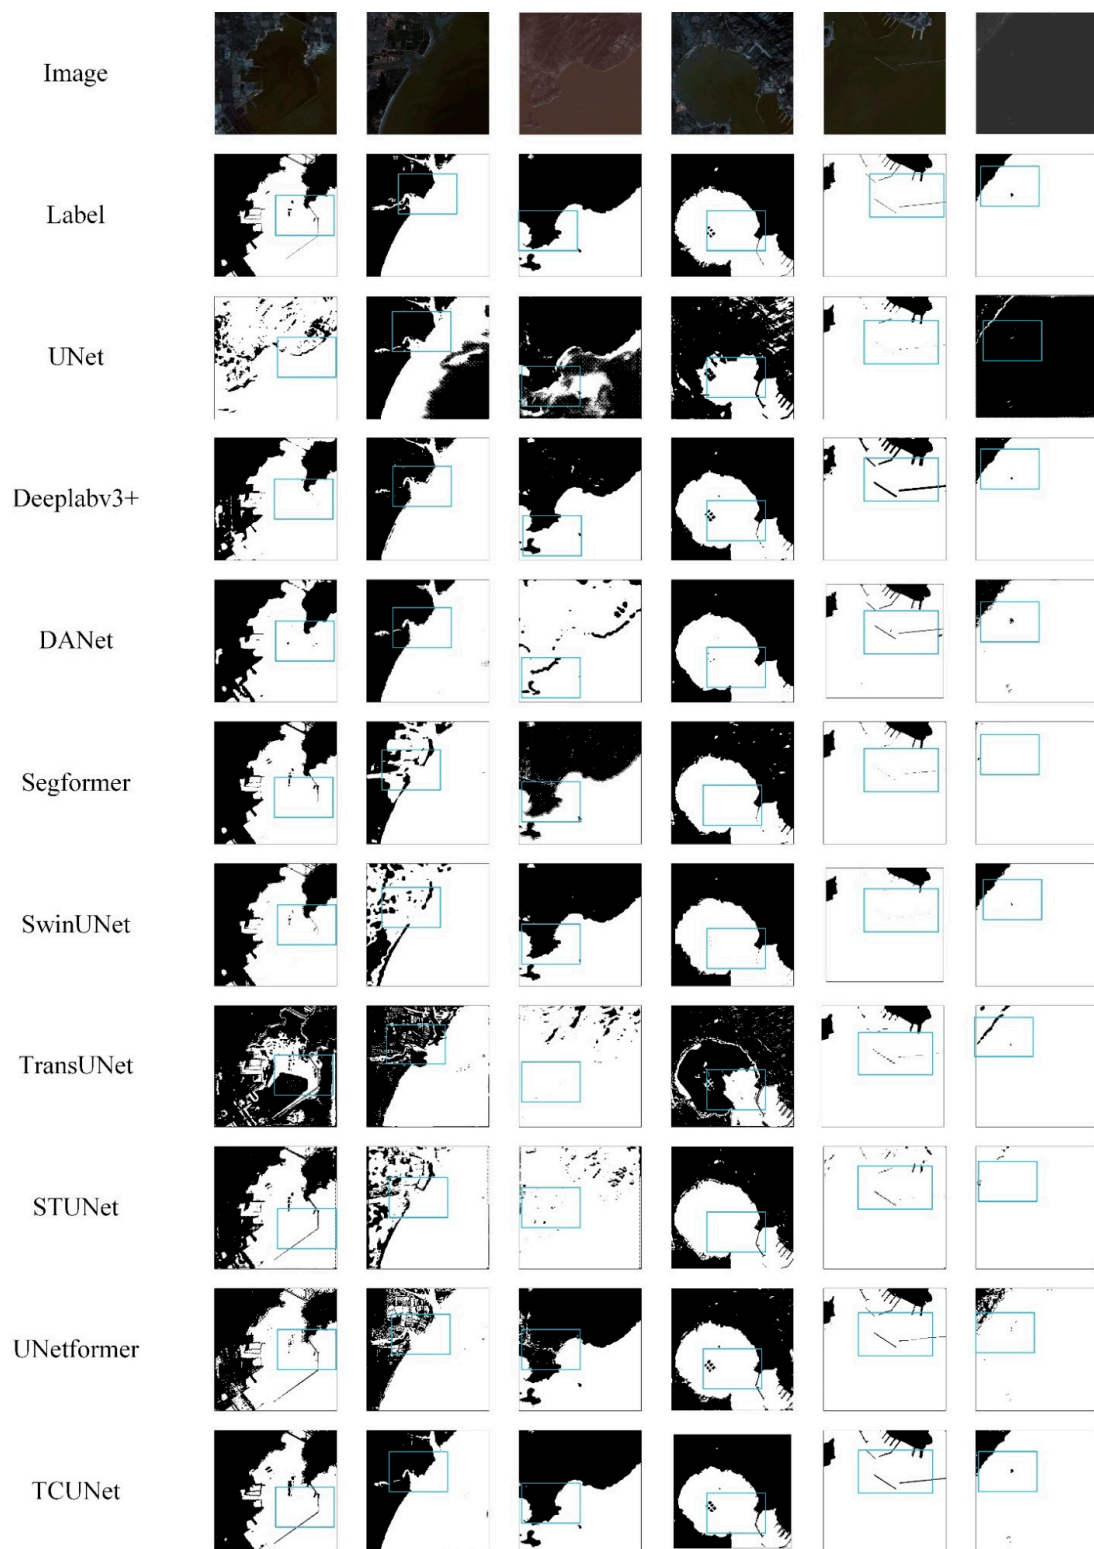 Image
Label
UNet
Deeplabv3+
DANet
Segformer
SwinUNet
TransUNet
STUNet
UNetformer
TCUNet